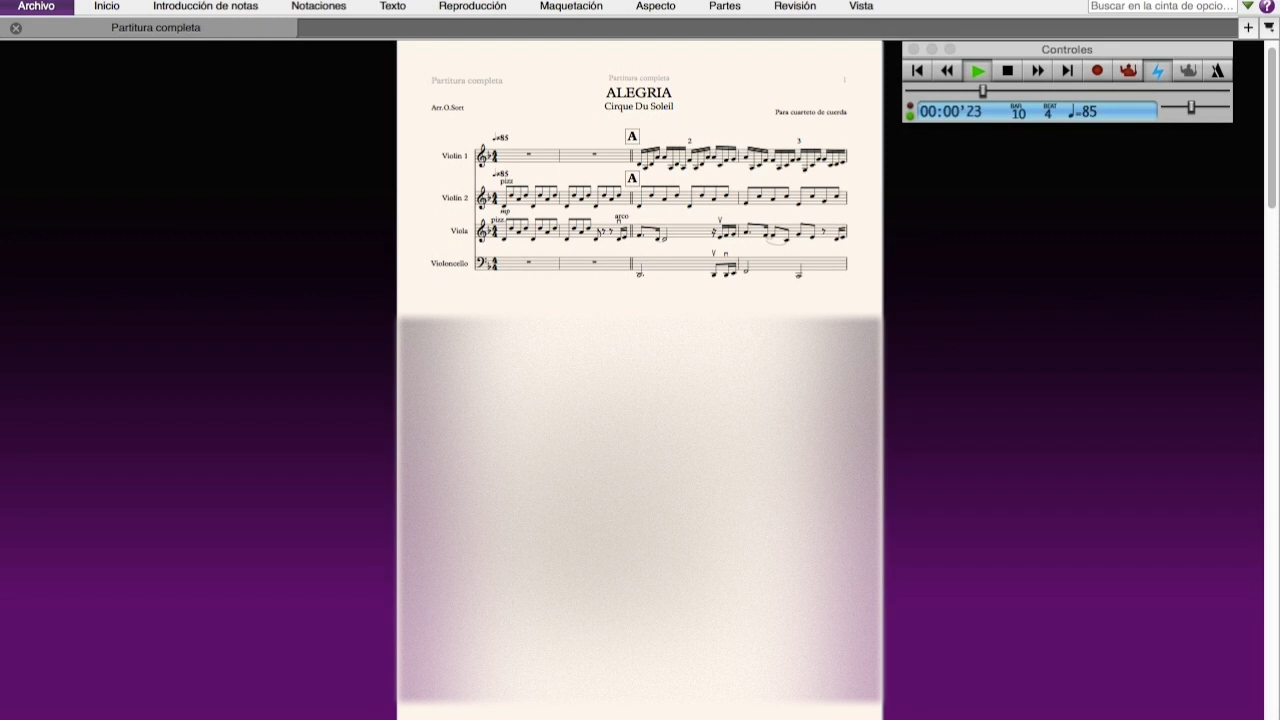 Archivo Inicio Introducción de notas Notaciones Texto Reproducción Maquetación Aspecto Partes Revisión Vista Buscar en la cinta de opcio... ?
Partitura completa +
Controles
00:00'23 BAR 10 BEAT 4 ♩=85
Partitura completa Partitura completa 1
ALEGRIA
Cirque Du Soleil
Arr.O.Sort Para cuarteto de cuerda
♩=85 A 2 3
Violin 1
♩=85 A
pizz
Violin 2
mp
pizz arco
Viola
Violoncello